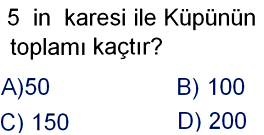 5 in karesi ile Küpünün
toplamı kaçtır?
A)50 B) 100
C) 150 D) 200